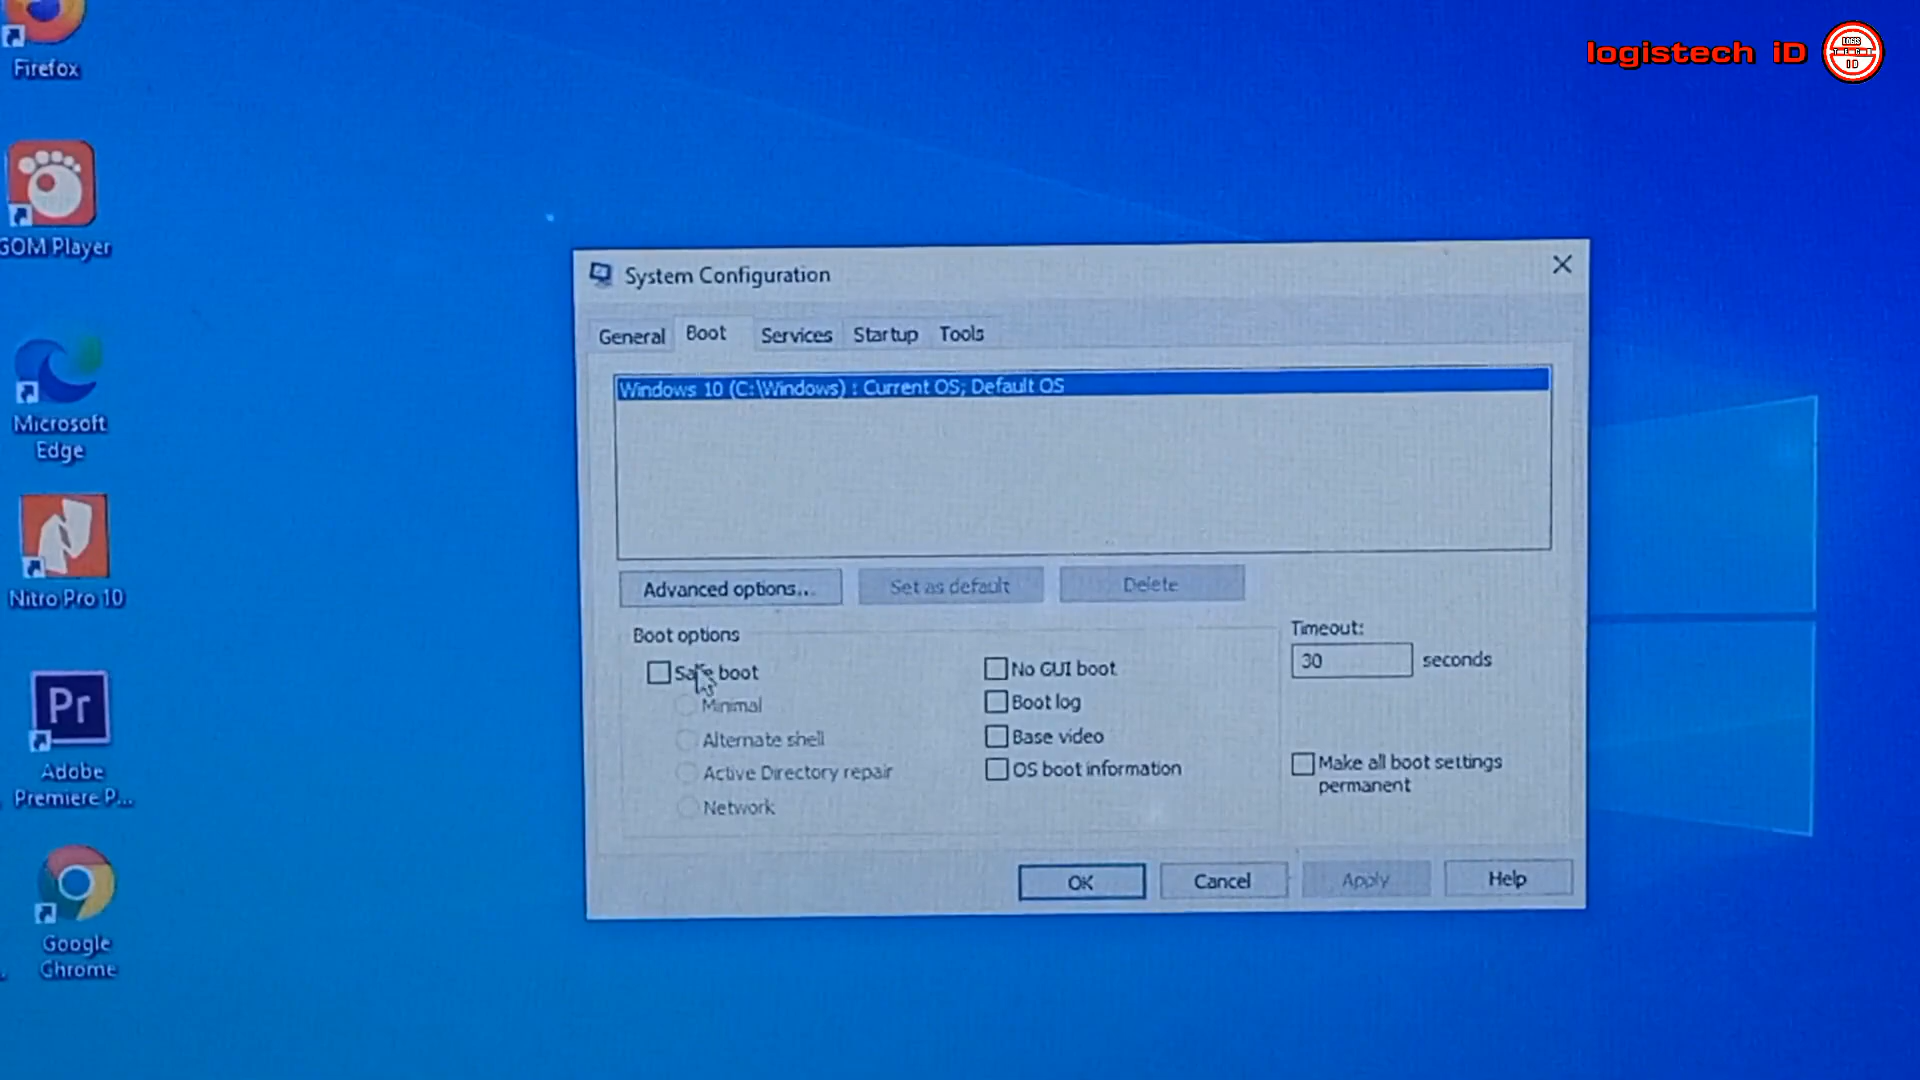 logistech iD
LOGIS
TECH
ID
Firefox
GOM Player
Microsoft
Edge
Nitro Pro 10
Pr
Adobe
Premiere P...
Google
Chrome
System Configuration
General Boot Services Startup Tools
Windows 10 (C:\Windows) : Current OS; Default OS
Advanced options... Set as default Delete
Boot options
Safe boot
Minimal
Alternate shell
Active Directory repair
Network
No GUI boot
Boot log
Base video
OS boot information
Timeout:
30 seconds
Make all boot settings
permanent
OK Cancel Apply Help